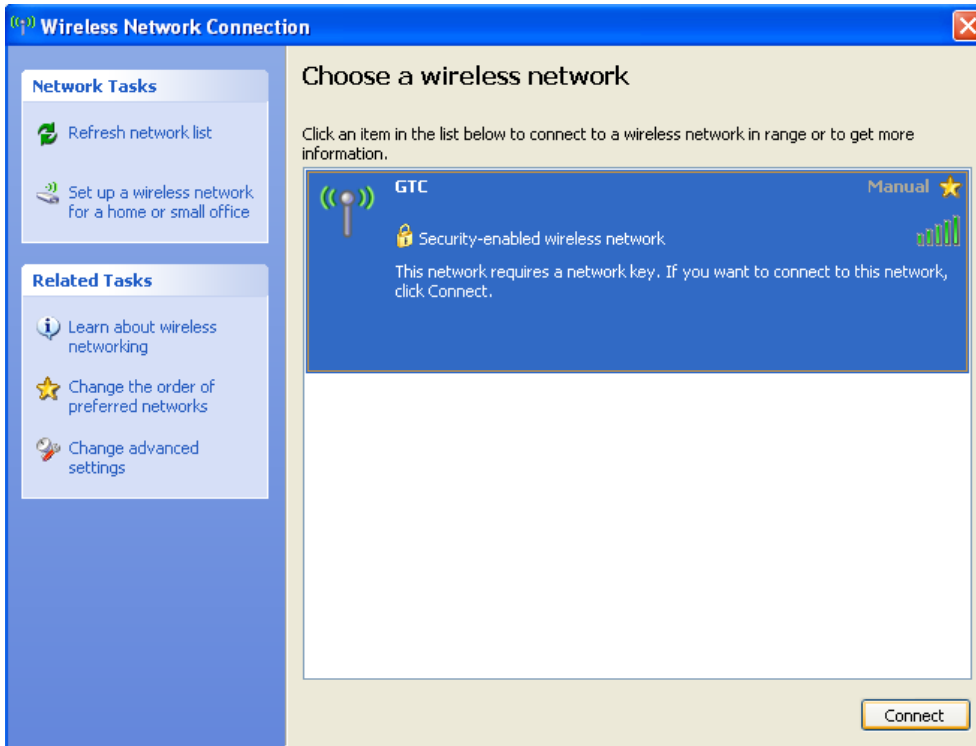 Wireless Network Connection
Network Tasks
Refresh network list
Set up a wireless network
for a home or small office
Related Tasks
Learn about wireless
networking
Change the order of
preferred networks
Change advanced
settings
Choose a wireless network
Click an item in the list below to connect to a wireless network in range or to get more
information.
GTC
Manual
Security-enabled wireless network
This network requires a network key. If you want to connect to this network,
click Connect.
Connect